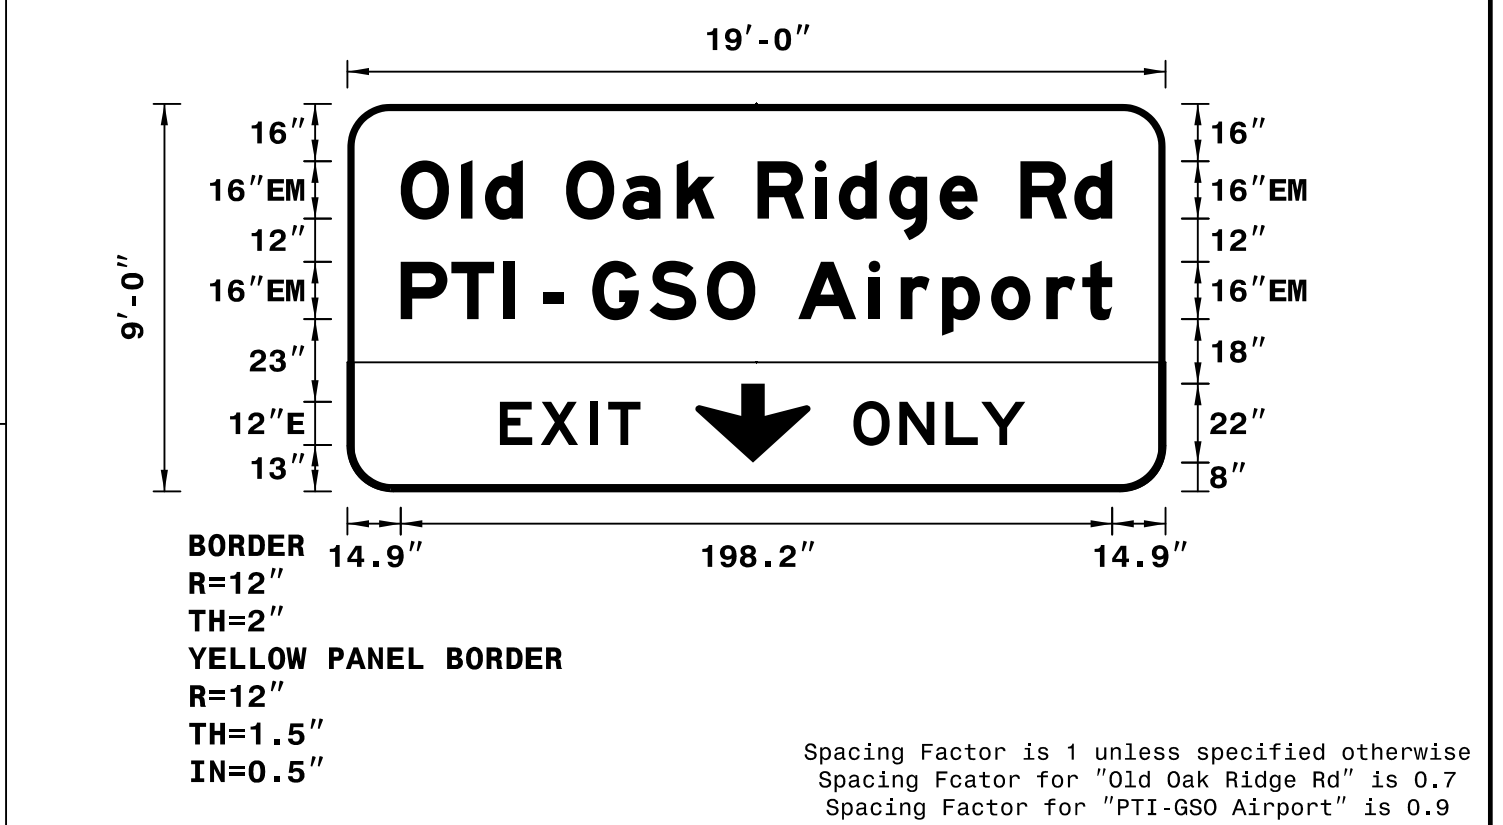 19'-0"
16" 16"
Old Oak Ridge Rd
16"EM 16"EM
12" 12"
9'-0"
PTI - GSO Airport
16"EM 16"EM
23" 18"
EXIT ONLY
12"E 22"
13" 8"
14.9" 198.2" 14.9"
BORDER
R=12"
TH=2"
YELLOW PANEL BORDER
R=12"
TH=1.5"
IN=0.5"
Spacing Factor is 1 unless specified otherwise
Spacing Fcator for "Old Oak Ridge Rd" is 0.7
Spacing Factor for "PTI-GSO Airport" is 0.9